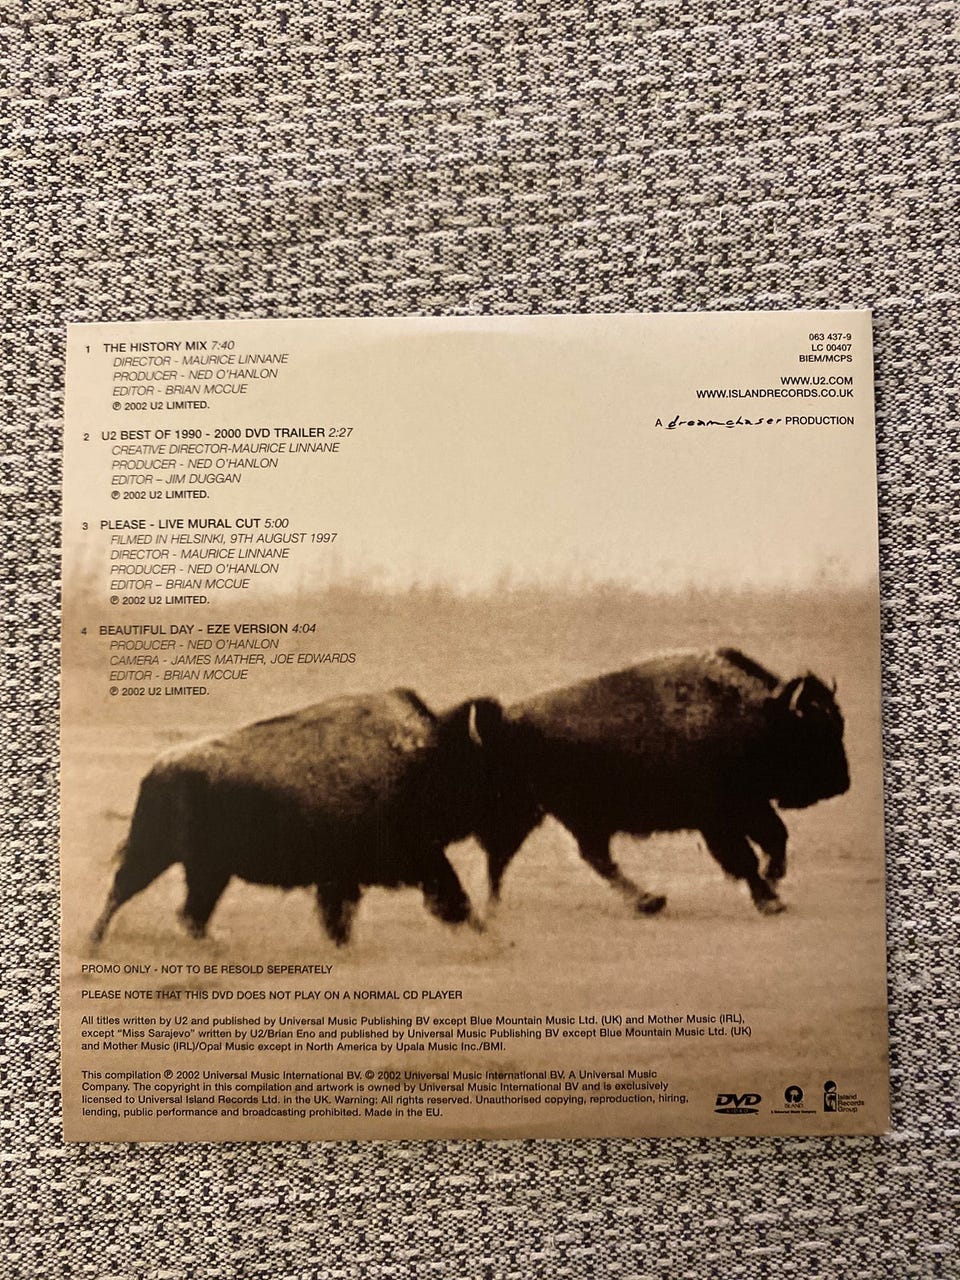 1 THE HISTORY MIX 7:40
DIRECTOR - MAURICE LINNANE
PRODUCER - NED O'HANLON
EDITOR - BRIAN MCCUE
℗ 2002 U2 LIMITED.
2 U2 BEST OF 1990 - 2000 DVD TRAILER 2:27
CREATIVE DIRECTOR-MAURICE LINNANE
PRODUCER - NED O'HANLON
EDITOR – JIM DUGGAN
℗ 2002 U2 LIMITED.
3 PLEASE - LIVE MURAL CUT 5:00
FILMED IN HELSINKI, 9TH AUGUST 1997
DIRECTOR - MAURICE LINNANE
PRODUCER - NED O'HANLON
EDITOR – BRIAN MCCUE
℗ 2002 U2 LIMITED.
4 BEAUTIFUL DAY - EZE VERSION 4:04
PRODUCER - NED O'HANLON
CAMERA - JAMES MATHER, JOE EDWARDS
EDITOR - BRIAN MCCUE
℗ 2002 U2 LIMITED.
063 437-9
LC 00407
BIEM/MCPS
WWW.U2.COM
WWW.ISLANDRECORDS.CO.UK
A dreamchaser PRODUCTION
PROMO ONLY - NOT TO BE RESOLD SEPERATELY
PLEASE NOTE THAT THIS DVD DOES NOT PLAY ON A NORMAL CD PLAYER
All titles written by U2 and published by Universal Music Publishing BV except Blue Mountain Music Ltd. (UK) and Mother Music (IRL),
except "Miss Sarajevo" written by U2/Brian Eno and published by Universal Music Publishing BV except Blue Mountain Music Ltd. (UK)
and Mother Music (IRL)/Opal Music except in North America by Upala Music Inc./BMI.
This compilation ℗ 2002 Universal Music International BV. © 2002 Universal Music International BV. A Universal Music
Company. The copyright in this compilation and artwork is owned by Universal Music International BV and is exclusively
licensed to Universal Island Records Ltd. in the UK. Warning: All rights reserved. Unauthorised copying, reproduction, hiring,
lending, public performance and broadcasting prohibited. Made in the EU.
DVD
VIDEO
ISLAND
A Universal Music Company
Island
Records
Group